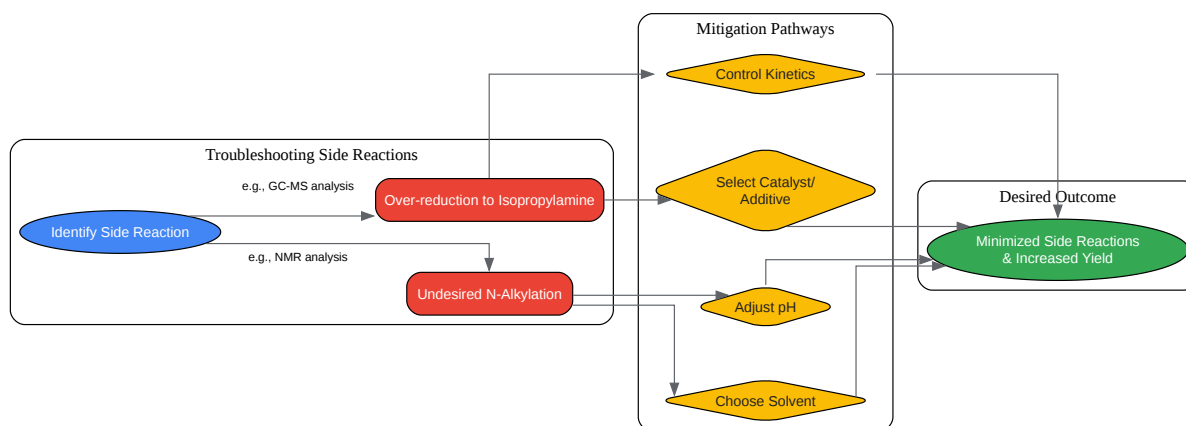 Mitigation Pathways
Control Kinetics
Troubleshooting Side Reactions
e.g., GC-MS analysis
Over-reduction to Isopropylamine
Select Catalyst/
Additive
Desired Outcome
Identify Side Reaction
Minimized Side Reactions
& Increased Yield
e.g., NMR analysis
Undesired N-Alkylation
Adjust pH
Choose Solvent